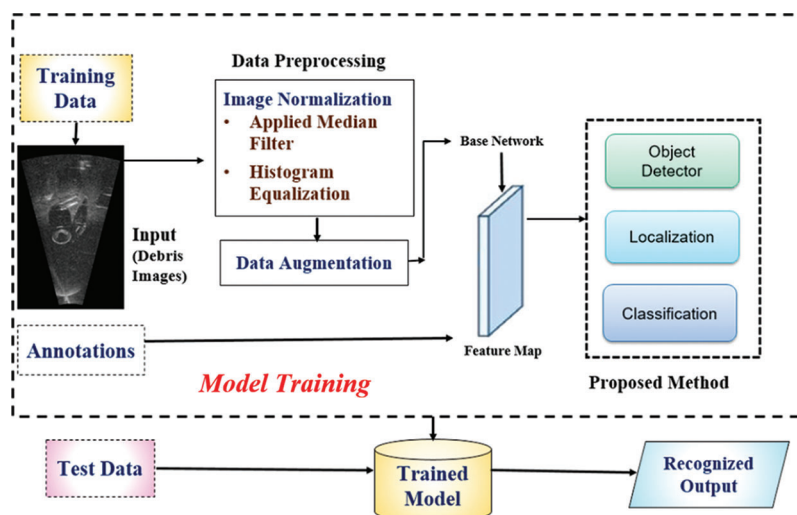 Training
Data
Data Preprocessing
Image Normalization
• Applied Median
Filter
• Histogram
Equalization
Data Augmentation
Input
(Debris
Images)
Annotations
Base Network
Feature Map
Object
Detector
Localization
Classification
Proposed Method
Model Training
Test Data
Trained
Model
Recognized
Output